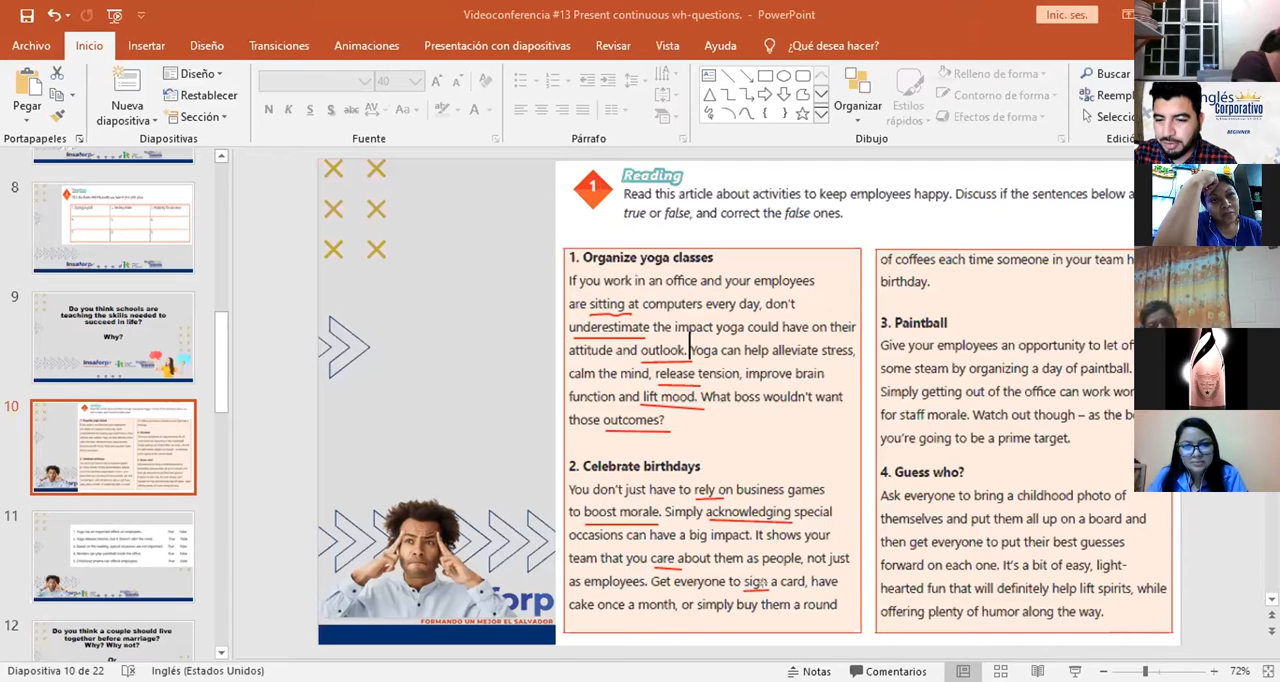 Videoconferencia #13 Present continuous wh-questions. - PowerPoint
Inic. ses.
Archivo Inicio Insertar Diseño Transiciones Animaciones Presentación con diapositivas Revisar Vista Ayuda ¿Qué desea hacer?
Pegar
Nueva
diapositiva
Diseño
Restablecer
Sección
40
N K S S abc AV Aa A
Organizar
Estilos
rápidos
Relleno de forma
Contorno de forma
Efectos de forma
Buscar
Reempl
Selecci
Portapapeles Diapositivas Fuente Párrafo Dibujo Edició
Inglés
Corporativo
BEGINNER
8
9
Do you think schools are
teaching the skills needed to
succeed in life?
Why?
10
11
12
Do you think a couple should live
together before marriage?
Why? Why not?
Or
1
Reading
Read this article about activities to keep employees happy. Discuss if the sentences below a
true or false, and correct the false ones.
1. Organize yoga classes
If you work in an office and your employees
are sitting at computers every day, don't
underestimate the impact yoga could have on their
attitude and outlook. Yoga can help alleviate stress,
calm the mind, release tension, improve brain
function and lift mood. What boss wouldn't want
those outcomes?
2. Celebrate birthdays
You don't just have to rely on business games
to boost morale. Simply acknowledging special
occasions can have a big impact. It shows your
team that you care about them as people, not just
as employees. Get everyone to sign a card, have
cake once a month, or simply buy them a round
of coffees each time someone in your team h
birthday.
3. Paintball
Give your employees an opportunity to let of
some steam by organizing a day of paintball.
Simply getting out of the office can work won
for staff morale. Watch out though – as the bo
you're going to be a prime target.
4. Guess who?
Ask everyone to bring a childhood photo of
themselves and put them all up on a board and
then get everyone to put their best guesses
forward on each one. It's a bit of easy, light-
hearted fun that will definitely help lift spirits, while
offering plenty of humor along the way.
orp
FORMANDO UN MEJOR EL SALVADOR
Diapositiva 10 de 22 Inglés (Estados Unidos) Notas Comentarios 72%